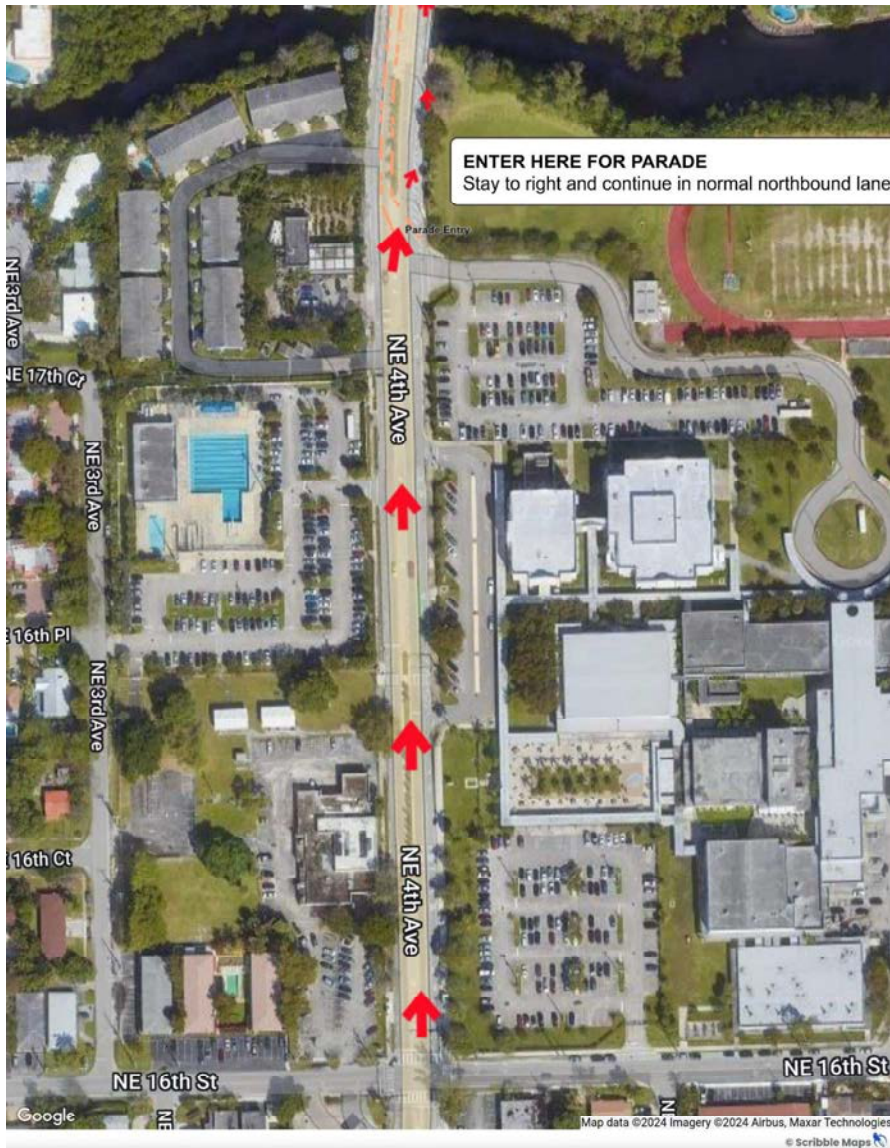 ENTER HERE FOR PARADE
Stay to right and continue in normal northbound lane
Parade Entry
NE 3rd Ave
NE 4th Ave
NE 17th Ct
NE 3rd Ave
E 16th Pl
NE 3rd Ave
16th Ct
NE 4th Ave
NE 16th St
NE 16th St
NE
N
Google
Map data ©2024 Imagery ©2024 Airbus, Maxar Technologies
© Scribble Maps